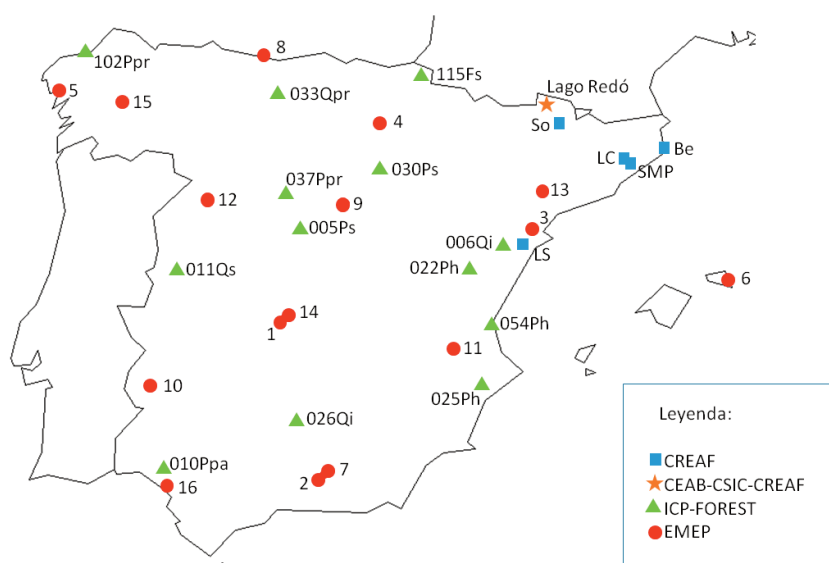 8
102Ppr
115Fs
Lago Redó
5
15
033Qpr
4
So
Be
LC
SMP
030Ps
037Ppr
12
9
13
3
005Ps
006Qi
LS
011Qs
022Ph
6
14
1
054Ph
11
10
025Ph
026Qi
010Ppa
7
2
16
Leyenda:
CREAF
CEAB-CSIC-CREAF
ICP-FOREST
EMEP